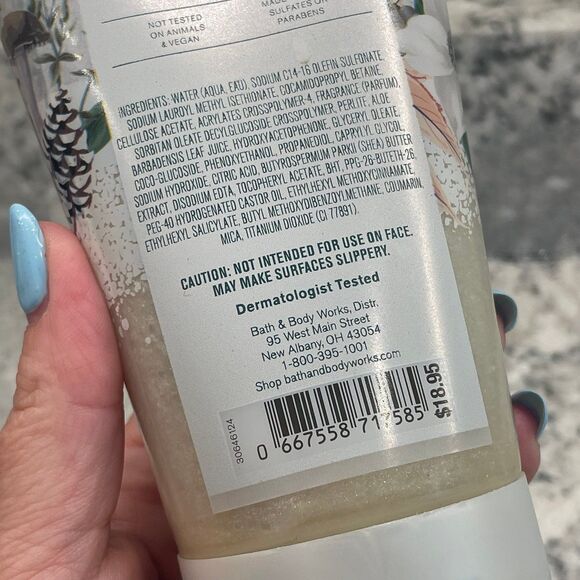 NOT TESTED
ON ANIMALS
& VEGAN
SULFATES OR
PARABENS
INGREDIENTS: WATER (AQUA, EAU), SODIUM C14-16 OLEFIN SULFONATE
SODIUM LAUROYL METHYL ISETHIONATE, COCAMIDOPROPYL BETAINE,
CELLULOSE ACETATE, ACRYLATES CROSSPOLYMER-4, FRAGRANCE (PARFUM),
SORBITAN OLEATE DECYLGLUCOSIDE CROSSPOLYMER, PERLITE, ALOE
BARBADENSIS LEAF JUICE, HYDROXYACETOPHENONE, GLYCERYL OLEATE,
COCO-GLUCOSIDE, PHENOXYETHANOL, PROPANEDIOL, CAPRYLYL GLYCOL,
SODIUM HYDROXIDE, CITRIC ACID, BUTYROSPERMUM PARKII (SHEA) BUTTER
EXTRACT, DISODIUM EDTA, TOCOPHERYL ACETATE, BHT, PPG-26-BUTETH-26,
PEG-40 HYDROGENATED CASTOR OIL, ETHYLHEXYL METHOXYCINNAMATE,
ETHYLHEXYL SALICYLATE, BUTYL METHOXYDIBENZOYLMETHANE, COUMARIN,
MICA, TITANIUM DIOXIDE (CI 77891).
CAUTION: NOT INTENDED FOR USE ON FACE.
MAY MAKE SURFACES SLIPPERY.
Dermatologist Tested
Bath & Body Works, Distr.
95 West Main Street
New Albany, OH 43054
1-800-395-1001
Shop bathandbodyworks.com
30646124
0 667558 717585
$18.95